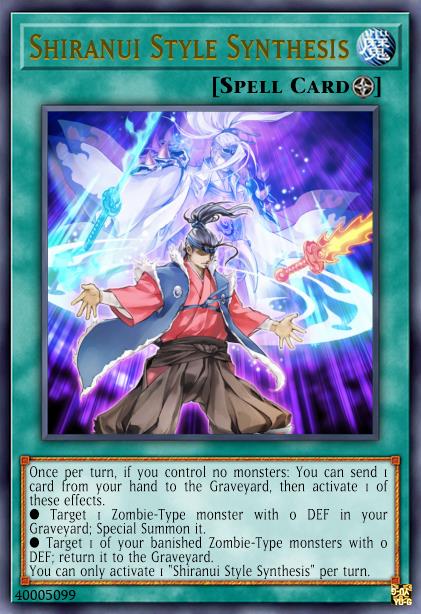 Shiranui Style Synthesis
魔
[Spell Card]
Once per turn, if you control no monsters: You can send 1
card from your hand to the Graveyard, then activate 1 of
these effects.
● Target 1 Zombie-Type monster with 0 DEF in your
Graveyard; Special Summon it.
● Target 1 of your banished Zombie-Type monsters with 0
DEF; return it to the Graveyard.
You can only activate 1 "Shiranui Style Synthesis" per turn.
40005099